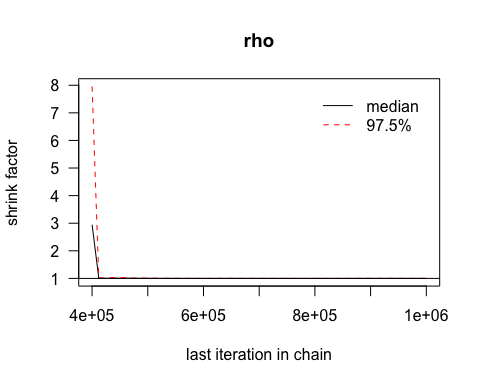 rho
8
7
6
5
4
3
2
1
shrink factor
median
97.5%
4e+05 6e+05 8e+05 1e+06
last iteration in chain